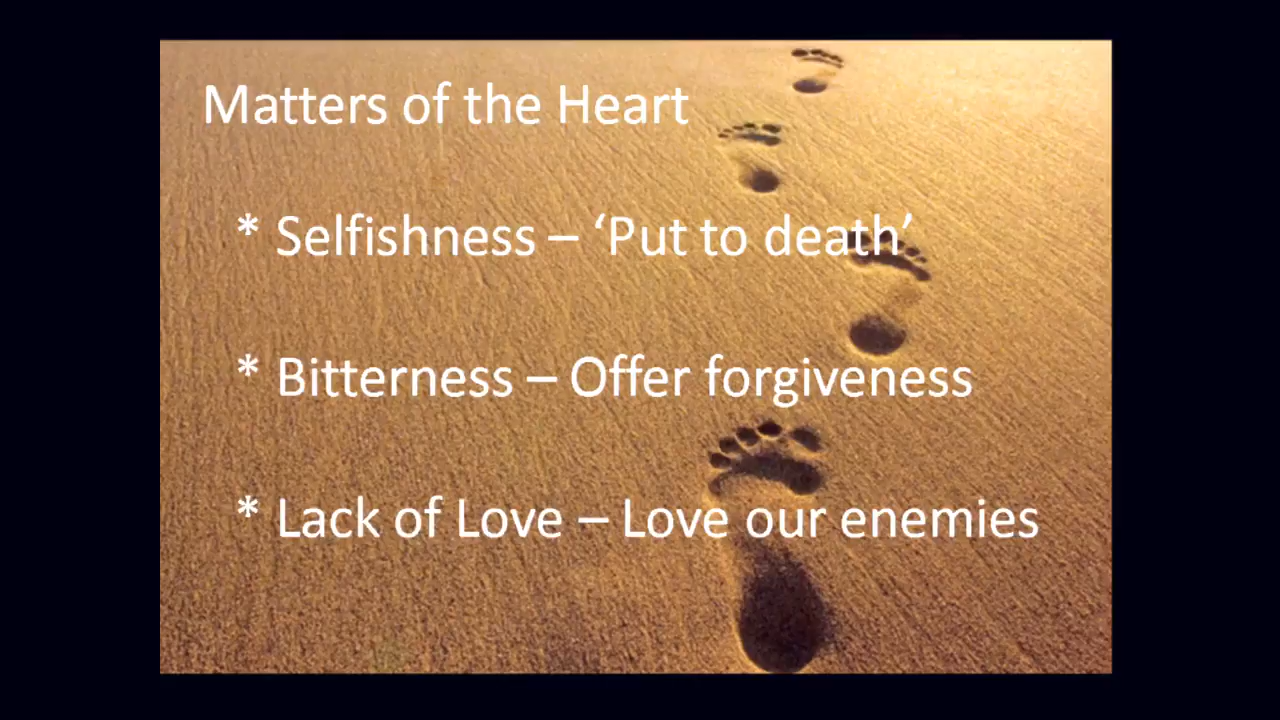 Matters of the Heart
* Selfishness – ‘Put to death’
* Bitterness – Offer forgiveness
* Lack of Love – Love our enemies